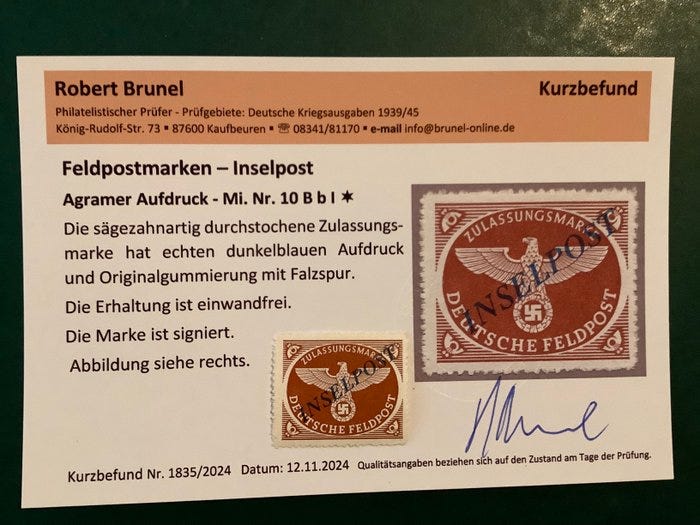 Robert Brunel Kurzbefund
Philatelistischer Prüfer - Prüfgebiete: Deutsche Kriegsausgaben 1939/45
König-Rudolf-Str. 73 ▪ 87600 Kaufbeuren ▪ ☏ 08341/81170 ▪ e-mail info@brunel-online.de
Feldpostmarken – Inselpost
Agramer Aufdruck - Mi. Nr. 10 B b I ✶
Die sägezahnartig durchstochene Zulassungs-
marke hat echten dunkelblauen Aufdruck
und Originalgummierung mit Falzspur.
Die Erhaltung ist einwandfrei.
Die Marke ist signiert.
Abbildung siehe rechts.
ZULASSUNGSMARKE
INSELPOST
DEUTSCHE FELDPOST
ZULASSUNGSMARKE
INSELPOST
DEUTSCHE FELDPOST
Kurzbefund Nr. 1835/2024 Datum: 12.11.2024 Qualitätsangaben beziehen sich auf den Zustand am Tage der Prüfung.